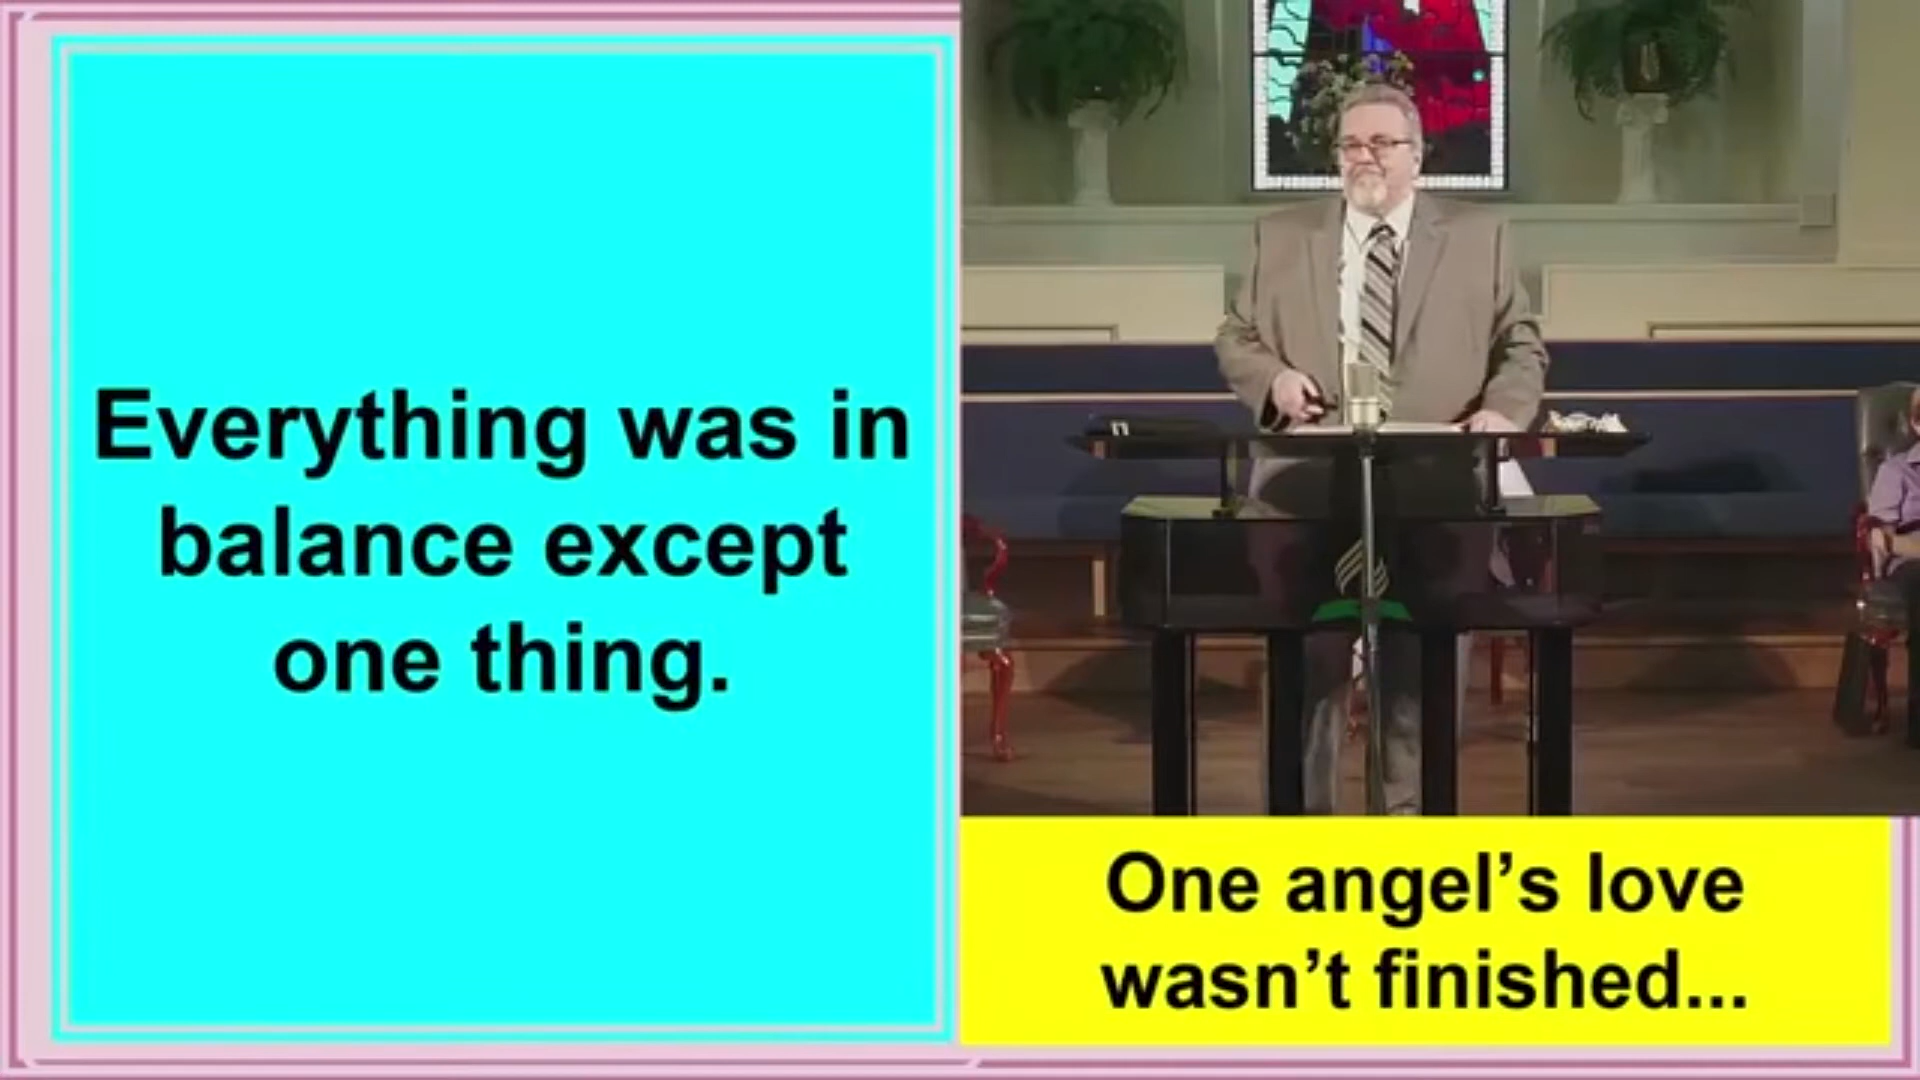 Everything was in
balance except
one thing.
One angel’s love
wasn’t finished...